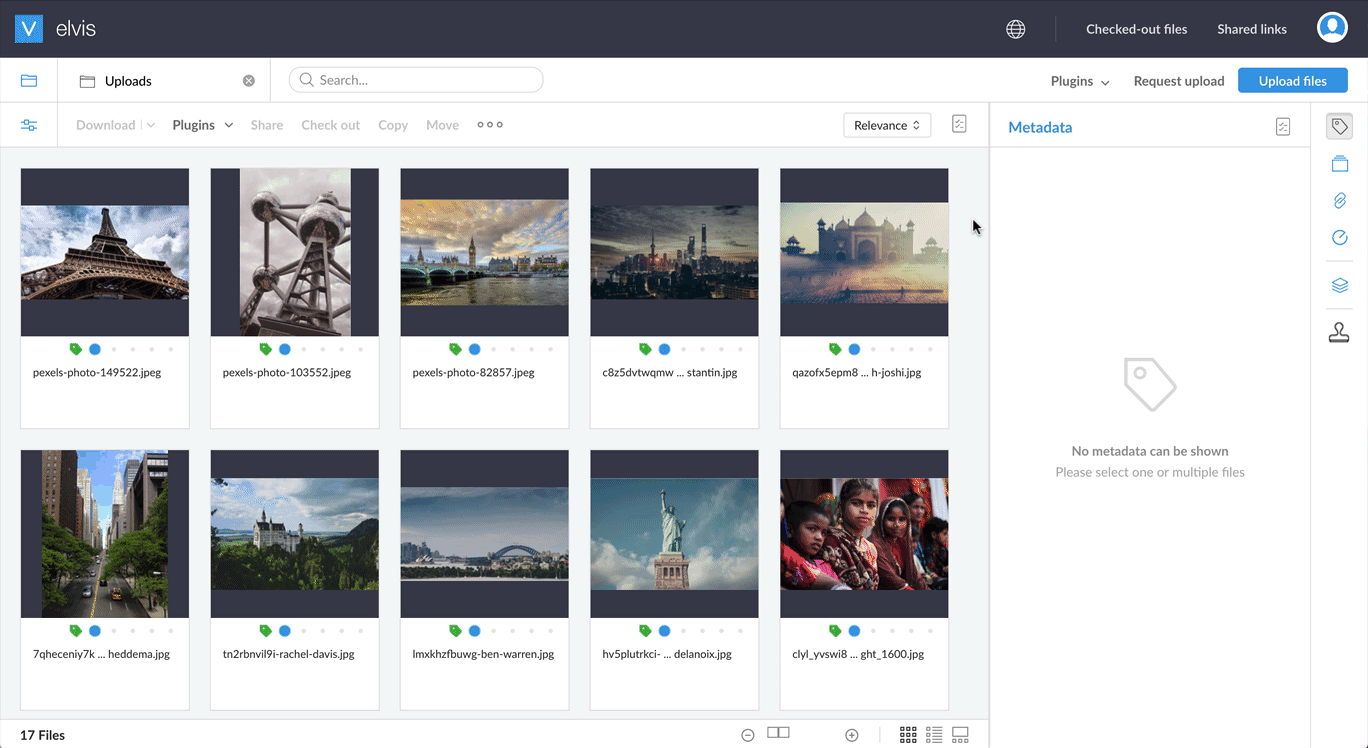 V elvis
Checked-out files
Shared links
Uploads
Search...
Plugins
Request upload
Upload files
Download
Plugins
Share
Check out
Copy
Move
Relevance
Metadata
pexels-photo-149522.jpeg
pexels-photo-103552.jpeg
pexels-photo-82857.jpeg
c8z5dvtwqmw ... stantin.jpg
qazofx5epm8 ... h-joshi.jpg
No metadata can be shown
Please select one or multiple files
7qheceniy7k ... heddema.jpg
tn2rbnvil9i-rachel-davis.jpg
lmxkhzfbuwg-ben-warren.jpg
hv5plutrkci- ... delanoix.jpg
clyl_yvswi8 ... ght_1600.jpg
17 Files